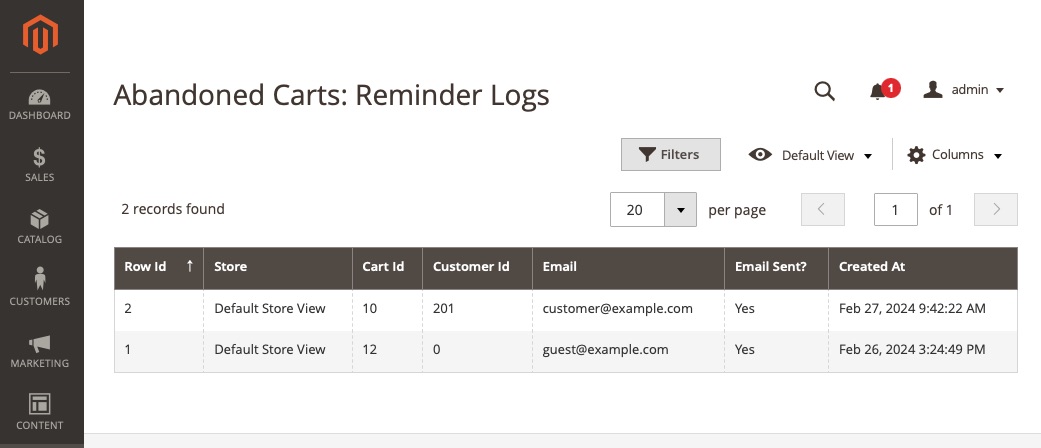 DASHBOARD
SALES
CATALOG
CUSTOMERS
MARKETING
CONTENT
Abandoned Carts: Reminder Logs
1
admin
Filters
Default View
Columns
2 records found
20
per page
1
of 1
Row Id ↑ Store Cart Id Customer Id Email Email Sent? Created At
2 Default Store View 10 201 customer@example.com Yes Feb 27, 2024 9:42:22 AM
1 Default Store View 12 0 guest@example.com Yes Feb 26, 2024 3:24:49 PM